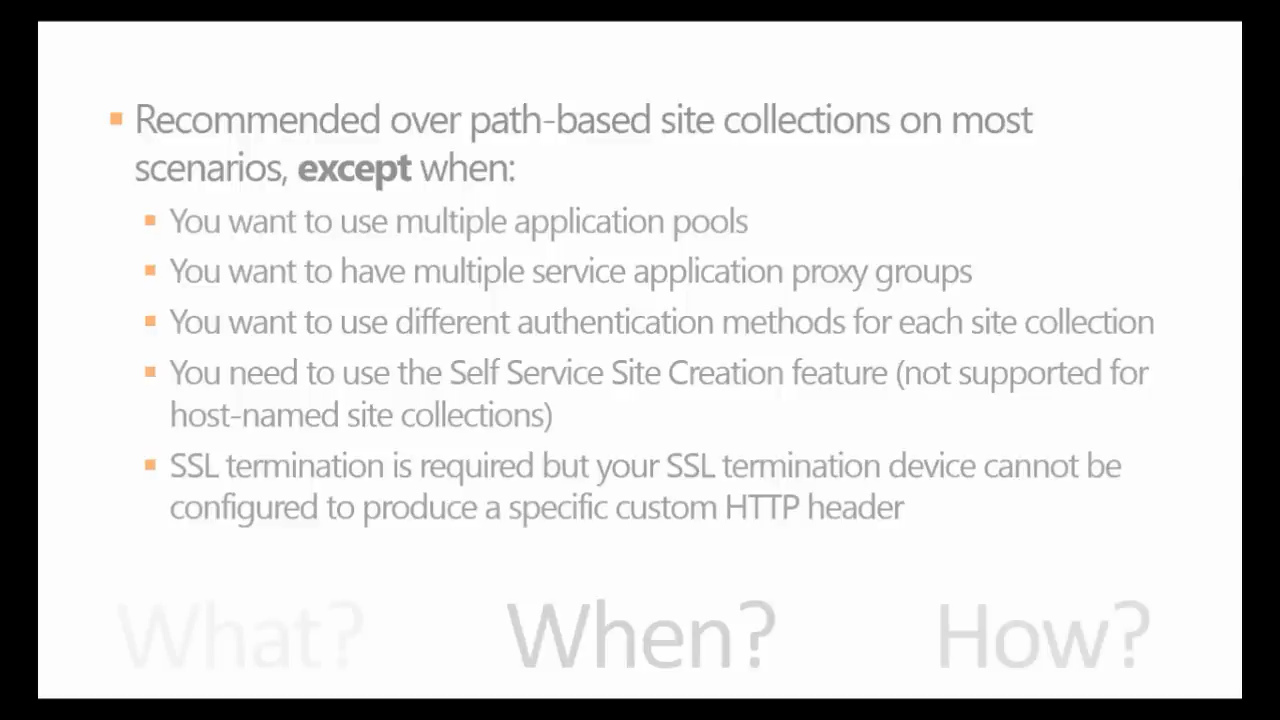 Recommended over path-based site collections on most
scenarios, except when:
You want to use multiple application pools
You want to have multiple service application proxy groups
You want to use different authentication methods for each site collection
You need to use the Self Service Site Creation feature (not supported for
host-named site collections)
SSL termination is required but your SSL termination device cannot be
configured to produce a specific custom HTTP header
What? When? How?